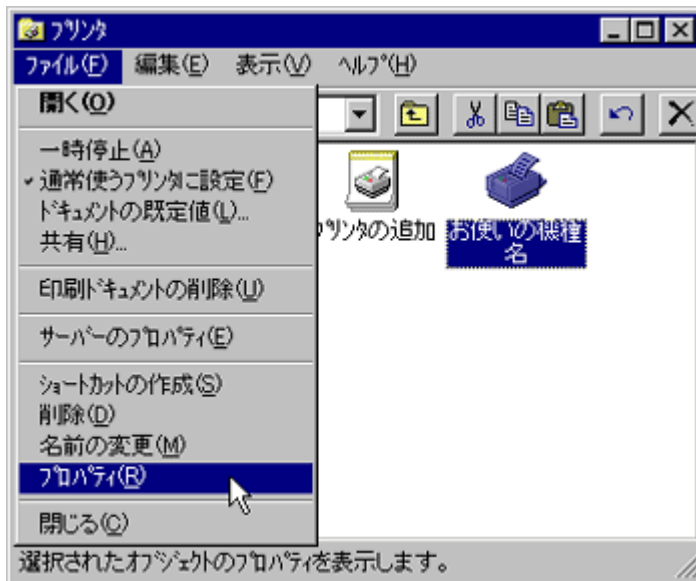 プリンタ
ファイル(F) 編集(E) 表示(V) ヘルプ(H)
開く(O)
一時停止(A)
通常使うプリンタに設定(F)
ドキュメントの既定値(L)...
共有(H)...
印刷ドキュメントの削除(U)
サーバーのプロパティ(E)
ショートカットの作成(S)
削除(D)
名前の変更(M)
プロパティ(R)
閉じる(C)
プリンタの追加
お使いの機種
名
選択されたオブジェクトのプロパティを表示します。